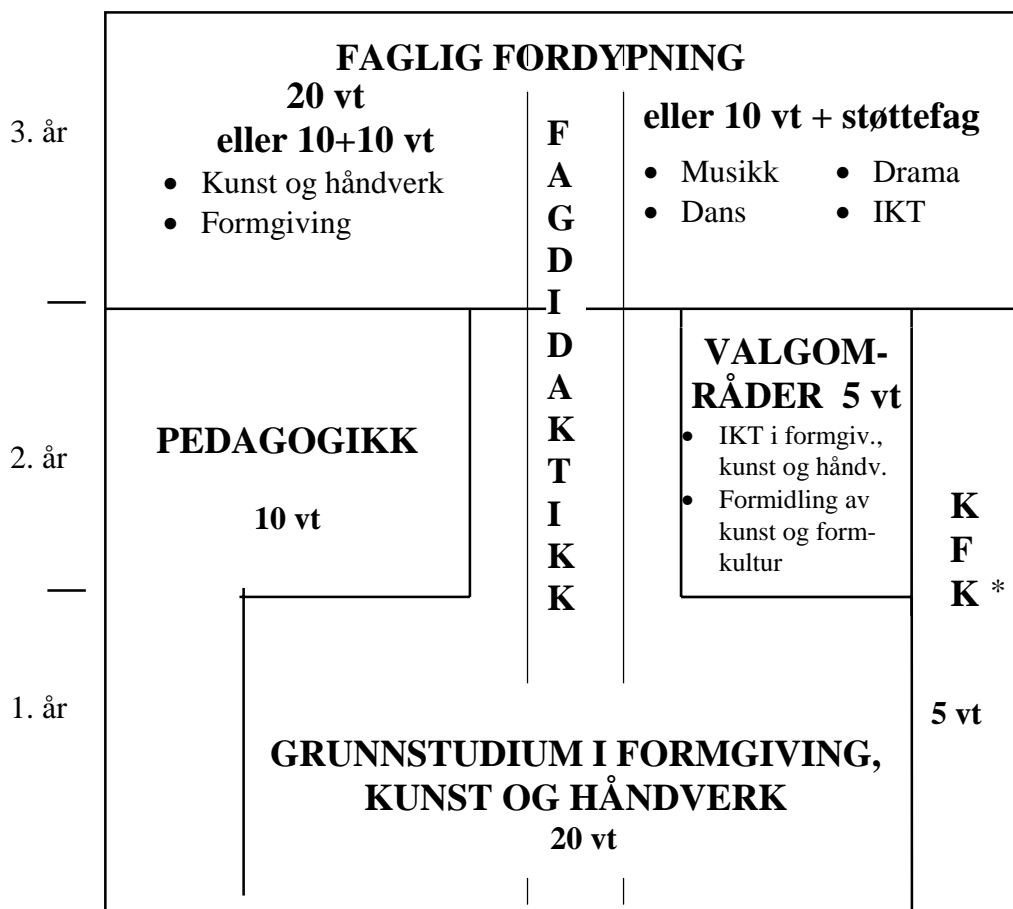 FAGLIG FORDYPNING
20 vt
eller 10+10 vt
• Kunst og håndverk
• Formgiving
eller 10 vt + støttefag
• Musikk
• Drama
• Dans
• IKT
3. år
FAGDIDAKTIKK
2. år
PEDAGOGIKK
10 vt
VALGOM-
RÅDER 5 vt
• IKT i formgiv.,
kunst og håndv.
• Formidling av
kunst og form-
kultur
KFK *
5 vt
1. år
GRUNNSTUDIUM I FORMGIVING,
KUNST OG HÅNDVERK
20 vt